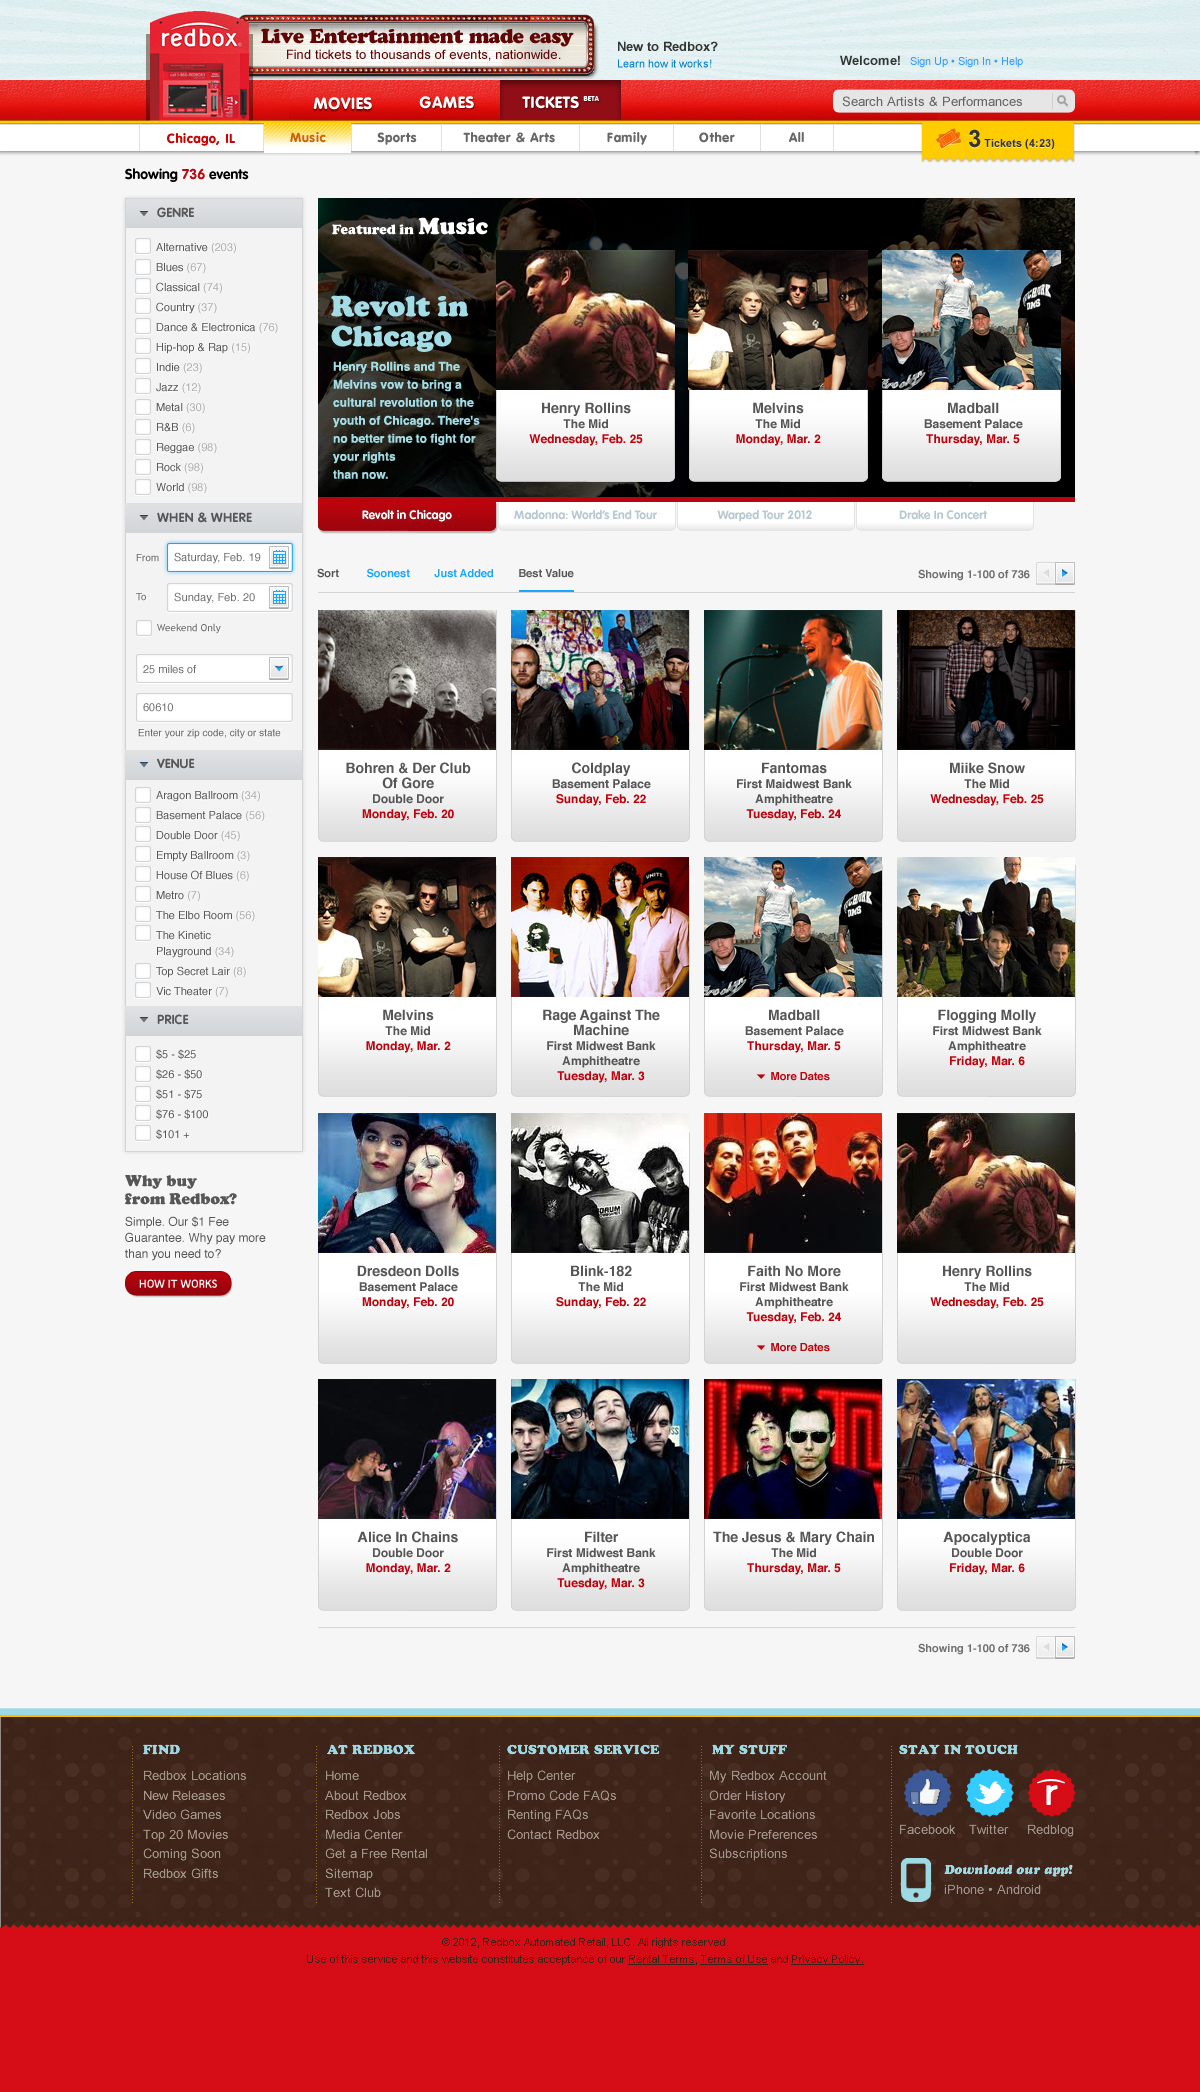 redbox.
Live Entertainment made easy
Find tickets to thousands of events, nationwide.
New to Redbox?
Learn how it works!
Welcome! Sign Up • Sign In • Help
MOVIES
GAMES
TICKETS BETA
Search Artists & Performances
Chicago, IL
Music
Sports
Theater & Arts
Family
Other
All
3 Tickets (4:23)
Showing 736 events
GENRE
Alternative (203)
Blues (67)
Classical (74)
Country (37)
Dance & Electronica (76)
Hip-hop & Rap (15)
Indie (23)
Jazz (12)
Metal (30)
R&B (6)
Reggae (98)
Rock (98)
World (98)
WHEN & WHERE
From Saturday, Feb. 19
To Sunday, Feb. 20
Weekend Only
25 miles of
60610
Enter your zip code, city or state
VENUE
Aragon Ballroom (34)
Basement Palace (56)
Double Door (45)
Empty Ballroom (3)
House Of Blues (6)
Metro (7)
The Elbo Room (56)
The Kinetic
Playground (34)
Top Secret Lair (8)
Vic Theater (7)
PRICE
$5 - $25
$26 - $50
$51 - $75
$76 - $100
$101 +
Why buy
from Redbox?
Simple. Our $1 Fee
Guarantee. Why pay more
than you need to?
HOW IT WORKS
Featured in Music
Revolt in
Chicago
Henry Rollins and The
Melvins vow to bring a
cultural revolution to the
youth of Chicago. There's
no better time to fight for
your rights
than now.
Henry Rollins
The Mid
Wednesday, Feb. 25
Melvins
The Mid
Monday, Mar. 2
Madball
Basement Palace
Thursday, Mar. 5
Revolt in Chicago
Madonna: World's End Tour
Warped Tour 2012
Drake In Concert
Sort
Soonest
Just Added
Best Value
Showing 1-100 of 736
Bohren & Der Club
Of Gore
Double Door
Monday, Feb. 20
Coldplay
Basement Palace
Sunday, Feb. 22
Fantomas
First Maidwest Bank
Amphitheatre
Tuesday, Feb. 24
Miike Snow
The Mid
Wednesday, Feb. 25
Melvins
The Mid
Monday, Mar. 2
Rage Against The
Machine
First Midwest Bank
Amphitheatre
Tuesday, Mar. 3
Madball
Basement Palace
Thursday, Mar. 5
More Dates
Flogging Molly
First Midwest Bank
Amphitheatre
Friday, Mar. 6
Dresdeon Dolls
Basement Palace
Monday, Feb. 20
Blink-182
The Mid
Sunday, Feb. 22
Faith No More
First Midwest Bank
Amphitheatre
Tuesday, Feb. 24
More Dates
Henry Rollins
The Mid
Wednesday, Feb. 25
Alice In Chains
Double Door
Monday, Mar. 2
Filter
First Midwest Bank
Amphitheatre
Tuesday, Mar. 3
The Jesus & Mary Chain
The Mid
Thursday, Mar. 5
Apocalyptica
Double Door
Friday, Mar. 6
Showing 1-100 of 736
FIND
Redbox Locations
New Releases
Video Games
Top 20 Movies
Coming Soon
Redbox Gifts
AT REDBOX
Home
About Redbox
Redbox Jobs
Media Center
Get a Free Rental
Sitemap
Text Club
CUSTOMER SERVICE
Help Center
Promo Code FAQs
Renting FAQs
Contact Redbox
MY STUFF
My Redbox Account
Order History
Favorite Locations
Movie Preferences
Subscriptions
STAY IN TOUCH
Facebook
Twitter
r
Redblog
Download our app!
iPhone • Android
© 2012, Redbox Automated Retail, LLC. All rights reserved.
Use of this service and this website constitutes acceptance of our Rental Terms, Terms of Use and Privacy Policy.